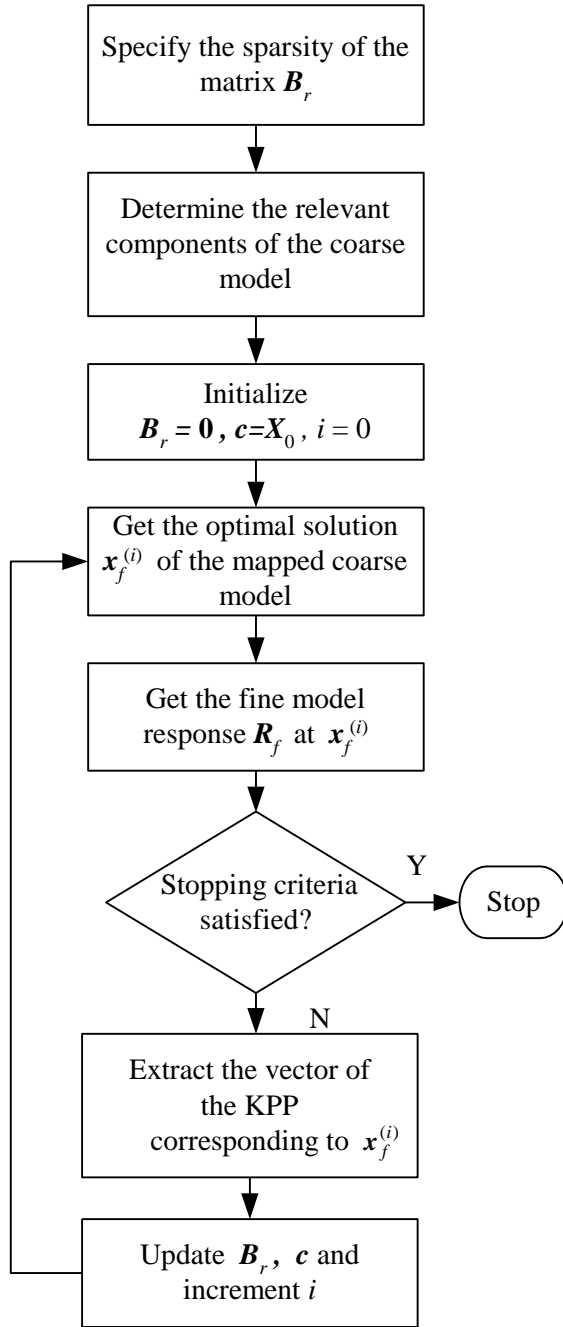 Specify the sparsity of the
matrix B_r
Determine the relevant
components of the coarse
model
Initialize
B_r = 0 , c=X_0 , i = 0
Get the optimal solution
x_f^(i) of the mapped coarse
model
Get the fine model
response R_f at x_f^(i)
Stopping criteria
satisfied?
Y
Stop
N
Extract the vector of
the KPP
corresponding to x_f^(i)
Update B_r, c and
increment i